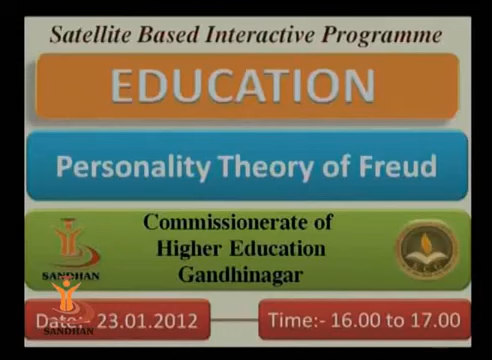 Satellite Based Interactive Programme
EDUCATION
Personality Theory of Freud
Commissionerate of
Higher Education
Gandhinagar
SANDHAN
SANDHAN
Date:- 23.01.2012
Time:- 16.00 to 17.00